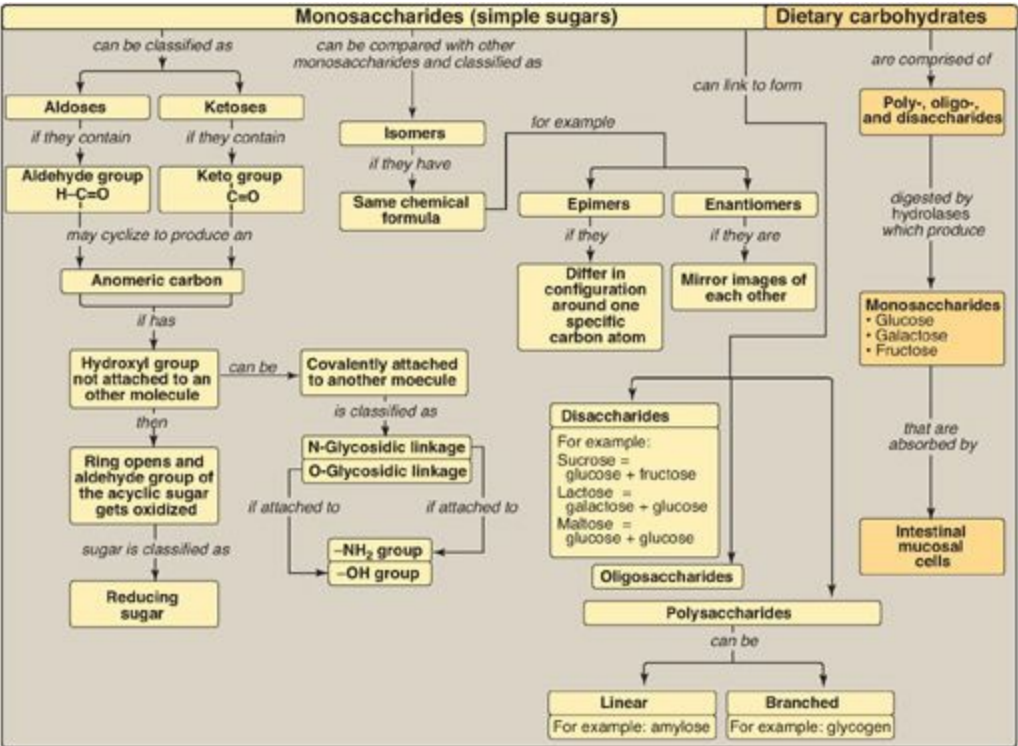 Monosaccharides (simple sugars)
Dietary carbohydrates
can be classified as
Aldoses
Ketoses
if they contain
if they contain
Aldehyde group
H–C=O
Keto group
C=O
may cyclize to produce an
Anomeric carbon
if has
Hydroxyl group
not attached to an
other molecule
can be
Covalently attached
to another moecule
then
Ring opens and
aldehyde group of
the acyclic sugar
gets oxidized
sugar is classified as
Reducing
sugar
is classified as
N-Glycosidic linkage
O-Glycosidic linkage
if attached to
if attached to
–NH2 group
–OH group
can be compared with other
monosaccharides and classified as
Isomers
if they have
Same chemical
formula
for example
Epimers
Enantiomers
if they
if they are
Differ in
configuration
around one
specific
carbon atom
Mirror images of
each other
can link to form
Disaccharides
For example:
Sucrose =
glucose + fructose
Lactose =
galactose + glucose
Maltose =
glucose + glucose
Oligosaccharides
Polysaccharides
can be
Linear
For example: amylose
Branched
For example: glycogen
are comprised of
Poly-, oligo-,
and disaccharides
digested by
hydrolases
which produce
Monosaccharides
• Glucose
• Galactose
• Fructose
that are
absorbed by
Intestinal
mucosal
cells